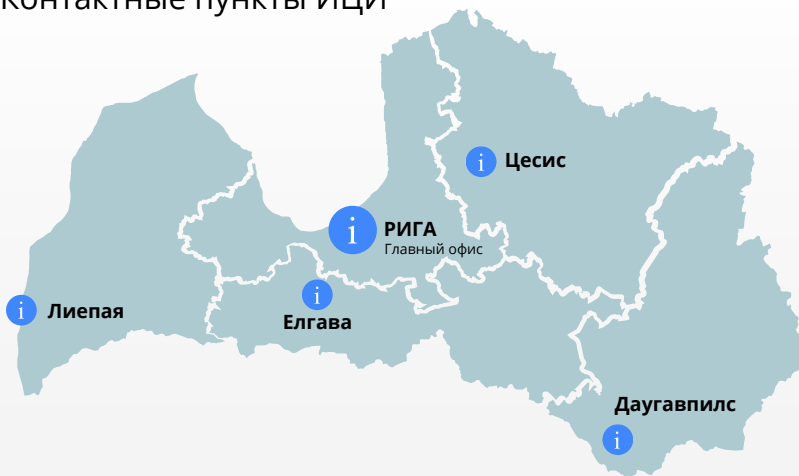 Контактные пункты ИЦИ
i Цесис
i РИГА
Главный офис
i Лиепая
i
Елгава
Даугавпилс
i